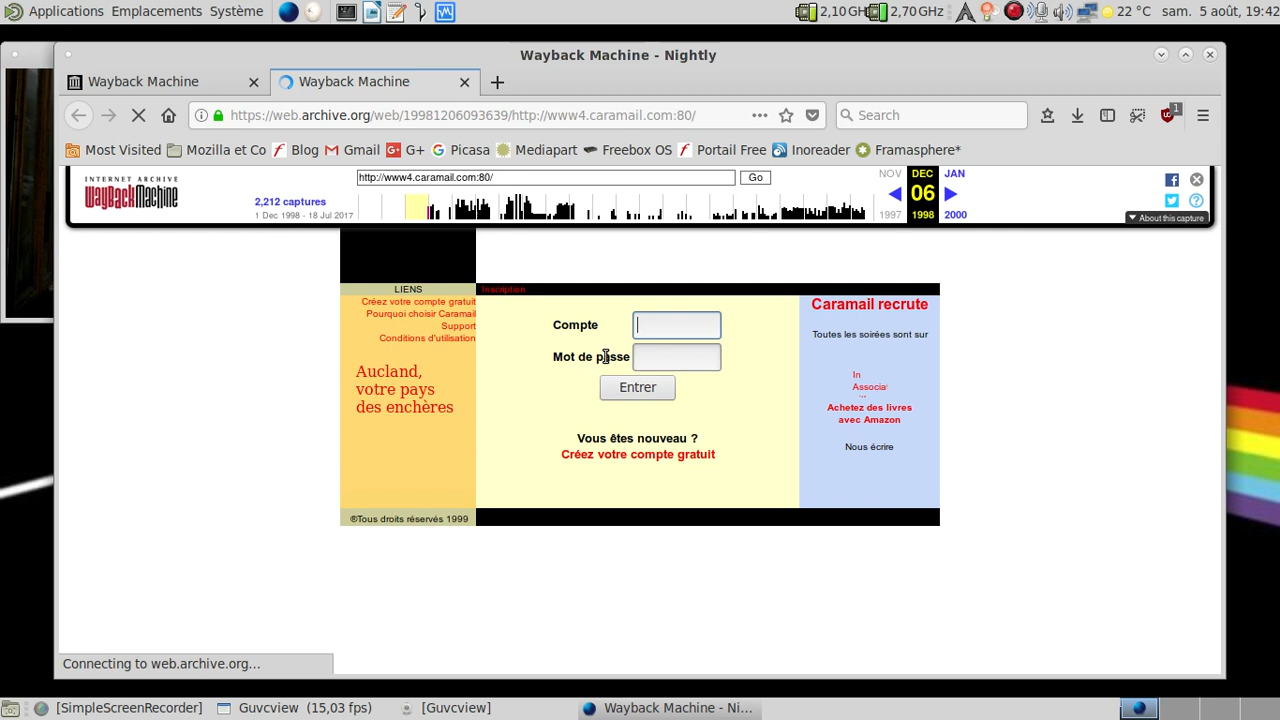 Applications Emplacements Système 2,10 GH 2,70GHz 22 °C sam. 5 août, 19:42
Wayback Machine - Nightly
Wayback Machine Wayback Machine
https://web.archive.org/web/19981206093639/http://www4.caramail.com:80/ Search 1
Most Visited Mozilla et Co Blog Gmail G+ Picasa Mediapart Freebox OS Portail Free Inoreader Framasphere*
INTERNET ARCHIVE
WayBackMachine
http://www4.caramail.com:80/ Go
2,212 captures
1 Dec 1998 - 18 Jul 2017
NOV DEC JAN
06
1997 1998 2000
About this capture
LIENS Inscription
Créez votre compte gratuit
Pourquoi choisir Caramail
Support
Conditions d'utilisation
Aucland,
votre pays
des enchères
®Tous droits réservés 1999
Compte
Mot de passe
Entrer
Vous êtes nouveau ?
Créez votre compte gratuit
Caramail recrute
Toutes les soirées sont sur
In
Associa
Achetez des livres
avec Amazon
Nous écrire
Connecting to web.archive.org…
[SimpleScreenRecorder] Guvcview (15,03 fps) [Guvcview] Wayback Machine - Ni...